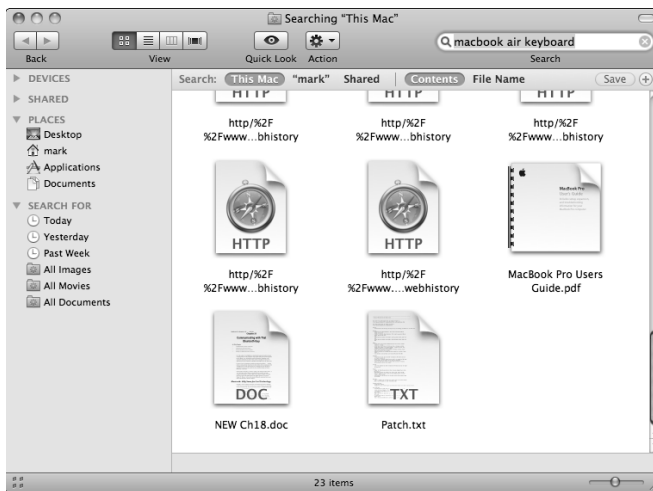 Searching "This Mac"
Back View Quick Look Action Search
macbook air keyboard
Search: This Mac "mark" Shared Contents File Name Save
DEVICES
SHARED
PLACES
Desktop
mark
Applications
Documents
SEARCH FOR
Today
Yesterday
Past Week
All Images
All Movies
All Documents
HTTP HTTP HTTP
http/%2F http/%2F http/%2F
%2Fwww...bhistory %2Fwww...bhistory %2Fwww...bhistory
HTTP HTTP
MacBook Pro
User's Guide
http/%2F http/%2F MacBook Pro Users
%2Fwww...bhistory %2Fwww....webhistory Guide.pdf
DOC TXT
NEW Ch18.doc Patch.txt
23 items